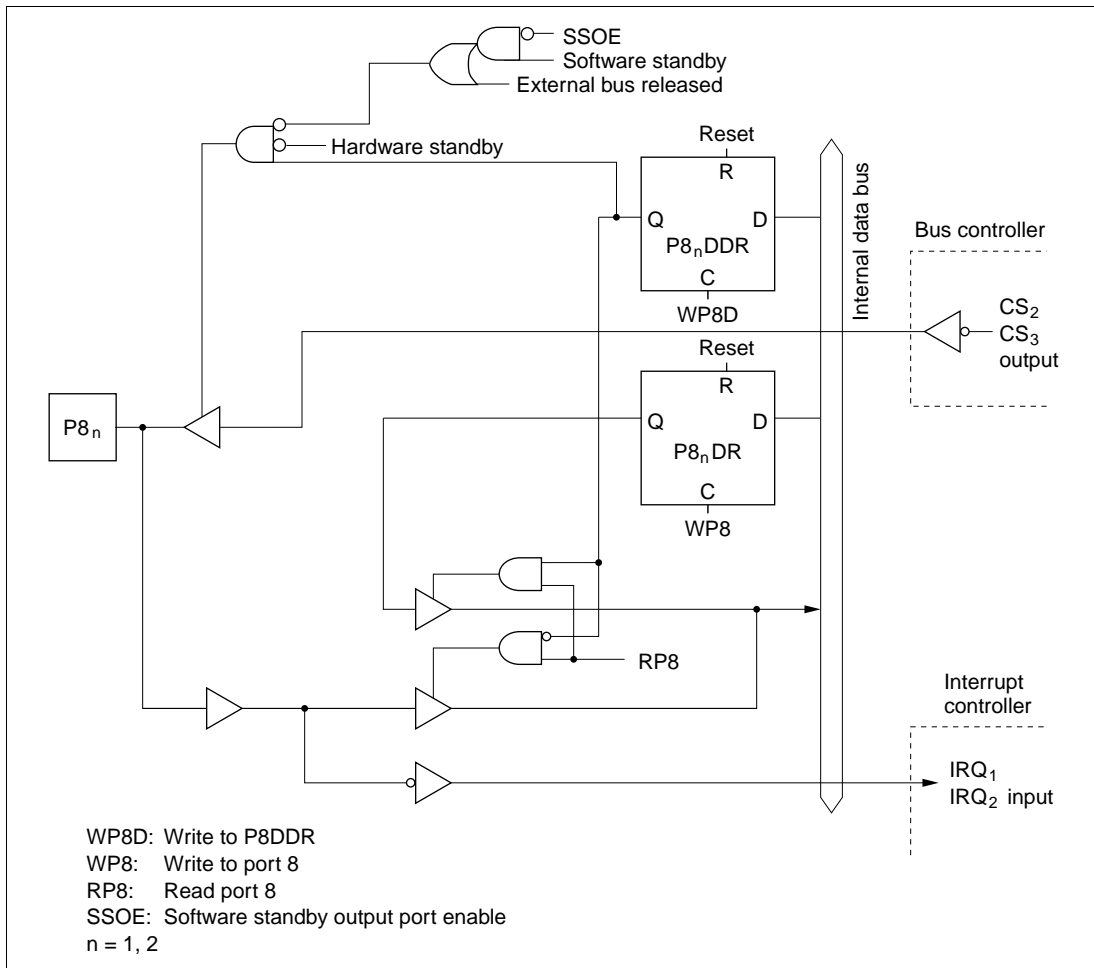 SSOE
Software standby
External bus released
Hardware standby
Reset
R
Q
D
P8nDDR
C
WP8D
Internal data bus
Bus controller
CS2
CS3
output
Reset
R
Q
D
P8nDR
C
WP8
P8n
RP8
Interrupt
controller
IRQ1
IRQ2 input
WP8D: Write to P8DDR
WP8: Write to port 8
RP8: Read port 8
SSOE: Software standby output port enable
n = 1, 2